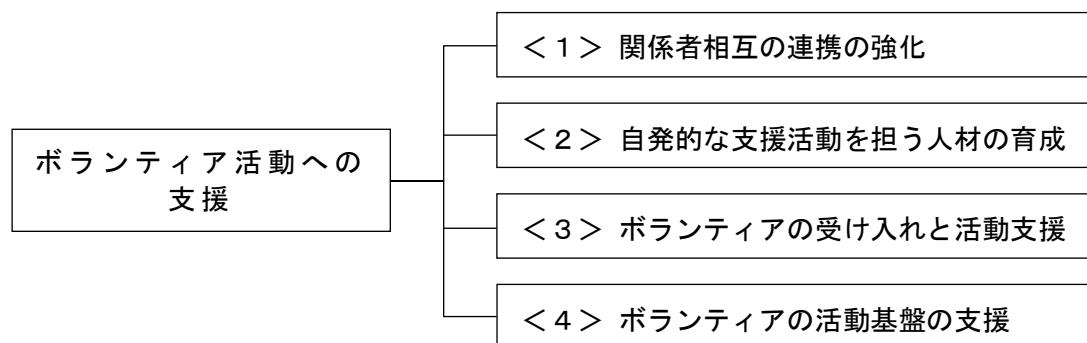 ボランティア活動への
支援
＜１＞ 関係者相互の連携の強化
＜２＞ 自発的な支援活動を担う人材の育成
＜３＞ ボランティアの受け入れと活動支援
＜４＞ ボランティアの活動基盤の支援